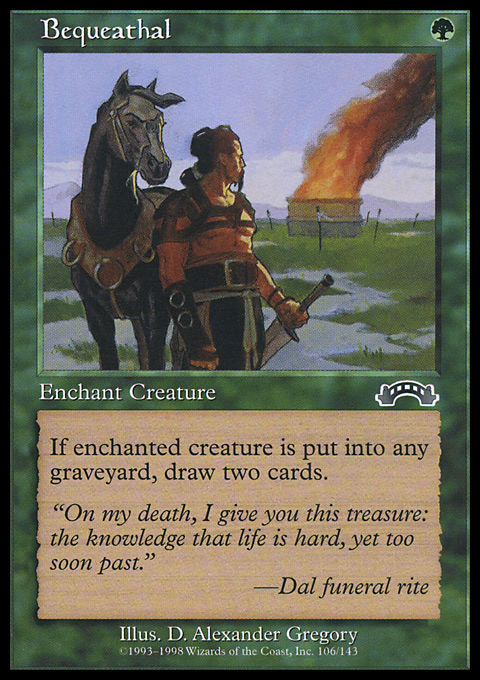 Bequeathal
Enchant Creature
If enchanted creature is put into any
graveyard, draw two cards.
“On my death, I give you this treasure:
the knowledge that life is hard, yet too
soon past.”
—Dal funeral rite
Illus. D. Alexander Gregory
©1993–1998 Wizards of the Coast, Inc. 106/143